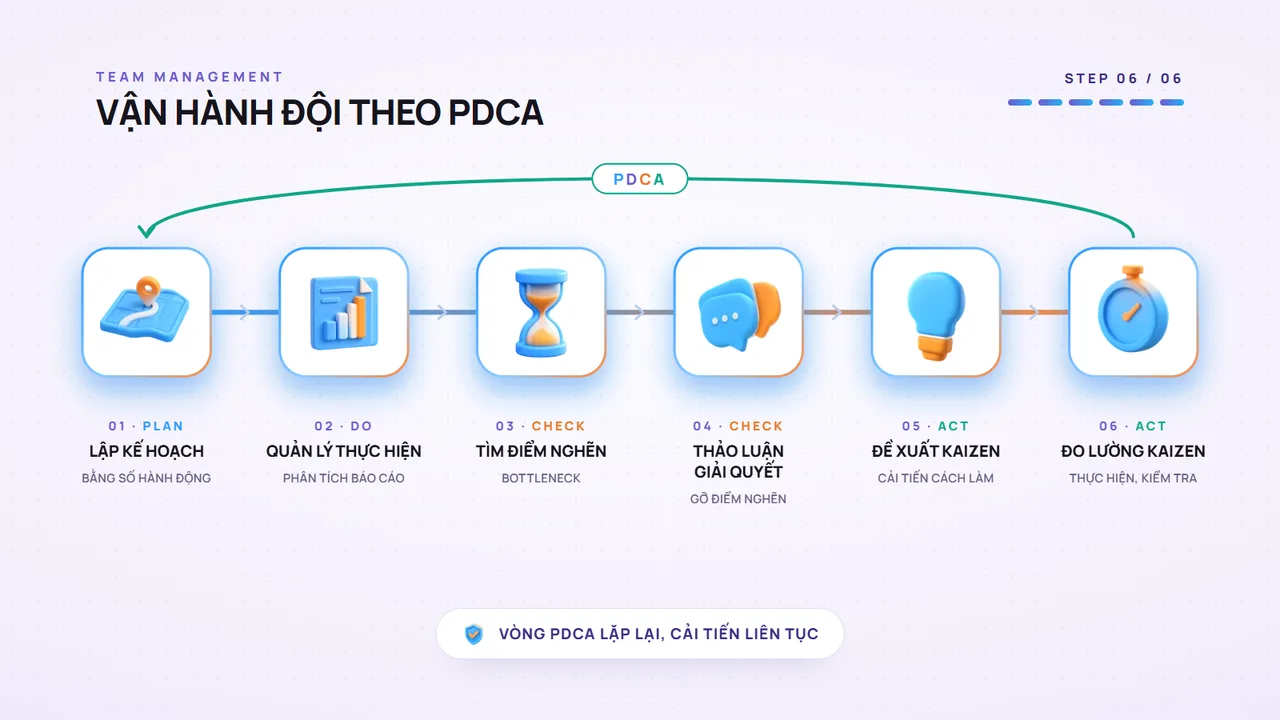 TEAM MANAGEMENT
VẬN HÀNH ĐỘI THEO PDCA
STEP 06 / 06
PDCA
01 · PLAN
LẬP KẾ HOẠCH
BẰNG SỐ HÀNH ĐỘNG
02 · DO
QUẢN LÝ THỰC HIỆN
PHÂN TÍCH BÁO CÁO
03 · CHECK
TÌM ĐIỂM NGHẼN
BOTTLENECK
04 · CHECK
THẢO LUẬN
GIẢI QUYẾT
GỠ ĐIỂM NGHẼN
05 · ACT
ĐỀ XUẤT KAIZEN
CẢI TIẾN CÁCH LÀM
06 · ACT
ĐO LƯỜNG KAIZEN
THỰC HIỆN, KIỂM TRA
VÒNG PDCA LẶP LẠI, CẢI TIẾN LIÊN TỤC